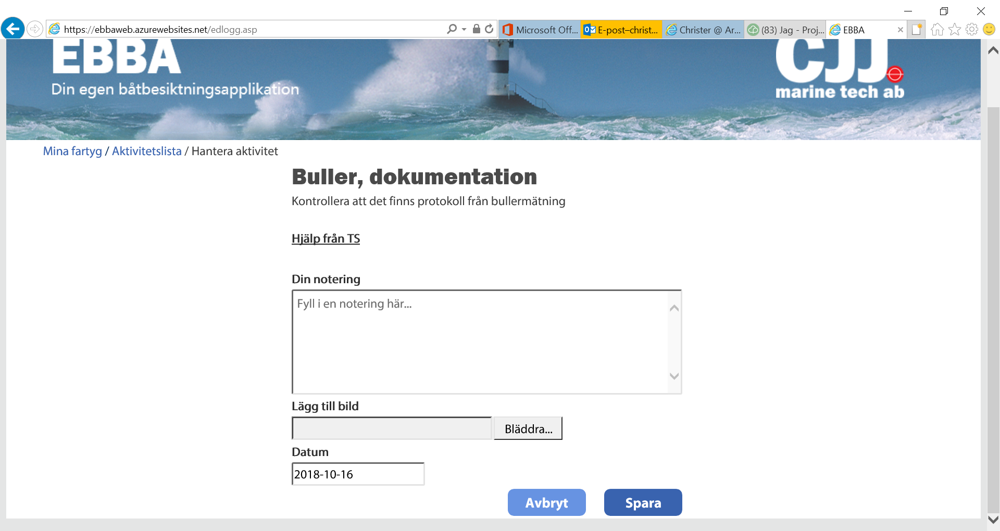 https://ebbaweb.azurewebsites.net/edlogg.asp
Microsoft Off...
E-post–christ...
Christer @ Ar...
(83) Jag - Proj...
EBBA
EBBA
Din egen båtbesiktningsapplikation
CJJ.
marine tech ab
Mina fartyg / Aktivitetslista / Hantera aktivitet
Buller, dokumentation
Kontrollera att det finns protokoll från bullermätning
Hjälp från TS
Din notering
Fyll i en notering här...
Lägg till bild
Bläddra...
Datum
2018-10-16
Avbryt
Spara